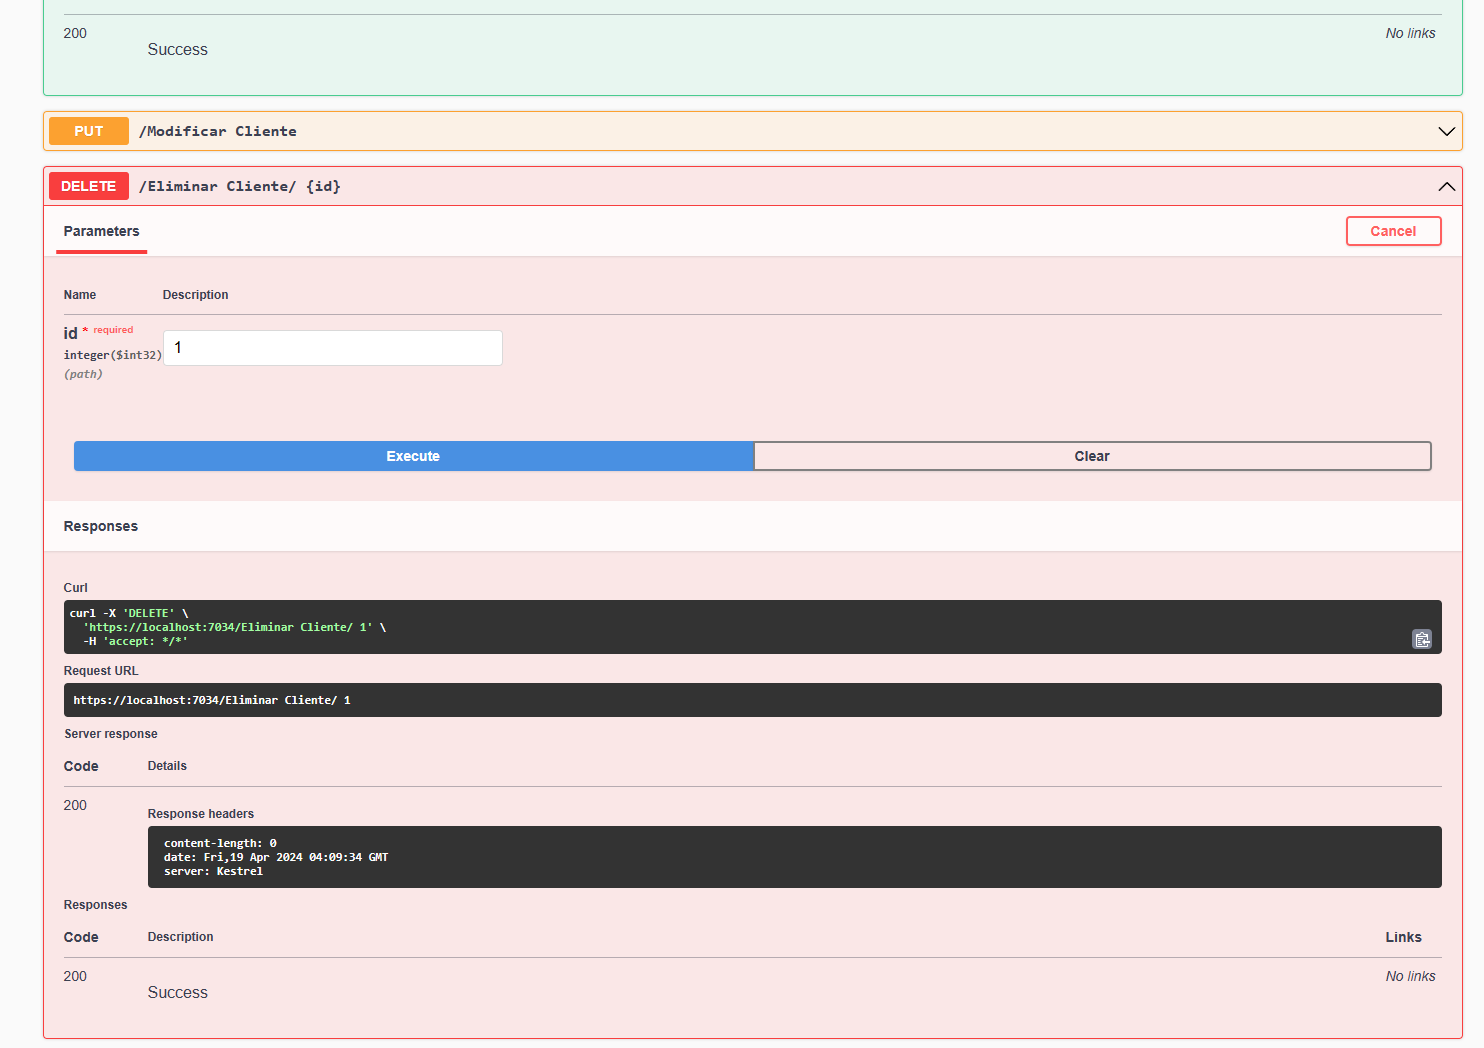 200 No links
Success
PUT /Modificar Cliente
DELETE /Eliminar Cliente/ {id}
Parameters Cancel
Name Description
id * required
integer($int32) 1
(path)
Execute Clear
Responses
Curl
curl -X 'DELETE' \
'https://localhost:7034/Eliminar Cliente/ 1' \
-H 'accept: */*'
Request URL
https://localhost:7034/Eliminar Cliente/ 1
Server response
Code Details
200
Response headers
content-length: 0
date: Fri,19 Apr 2024 04:09:34 GMT
server: Kestrel
Responses
Code Description Links
200 No links
Success